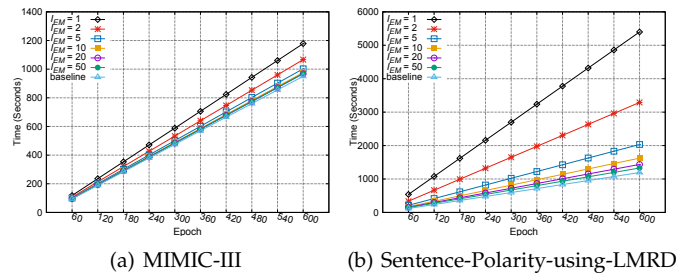 I_EM = 1
I_EM = 2
I_EM = 5
I_EM = 10
I_EM = 20
I_EM = 50
baseline
1400
1200
1000
800
600
400
200
0
Time (Seconds)
60 120 180 240 300 360 420 480 540 600
Epoch
(a) MIMIC-III
I_EM = 1
I_EM = 2
I_EM = 5
I_EM = 10
I_EM = 20
I_EM = 50
baseline
6000
5000
4000
3000
2000
1000
0
Time (Seconds)
60 120 180 240 300 360 420 480 540 600
Epoch
(b) Sentence-Polarity-using-LMRD